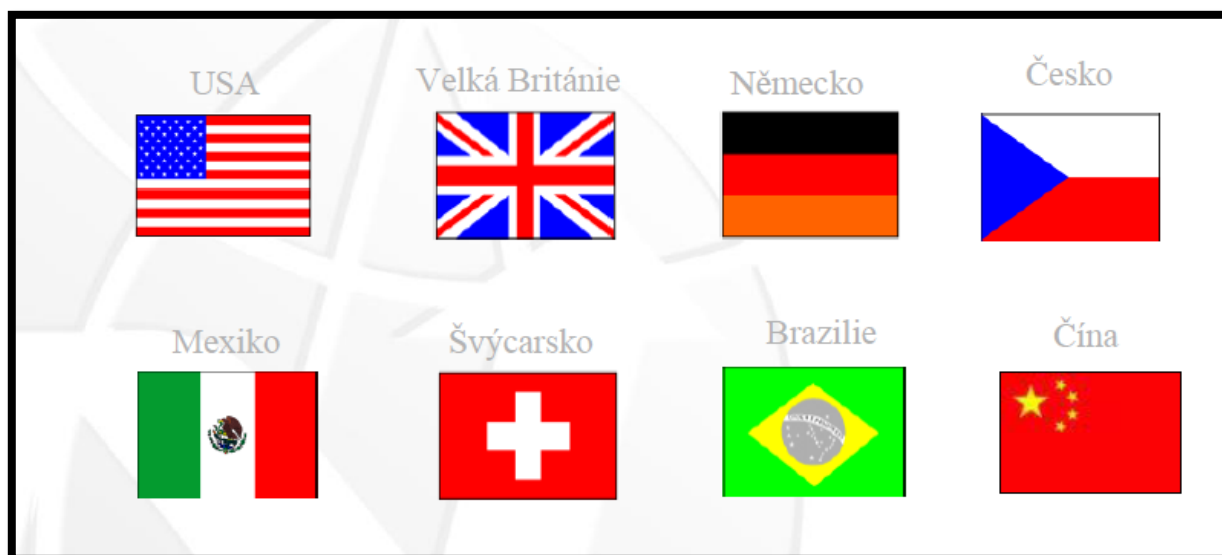 USA
Velká Británie
Německo
Česko
Mexiko
Švýcarsko
Brazilie
Čína